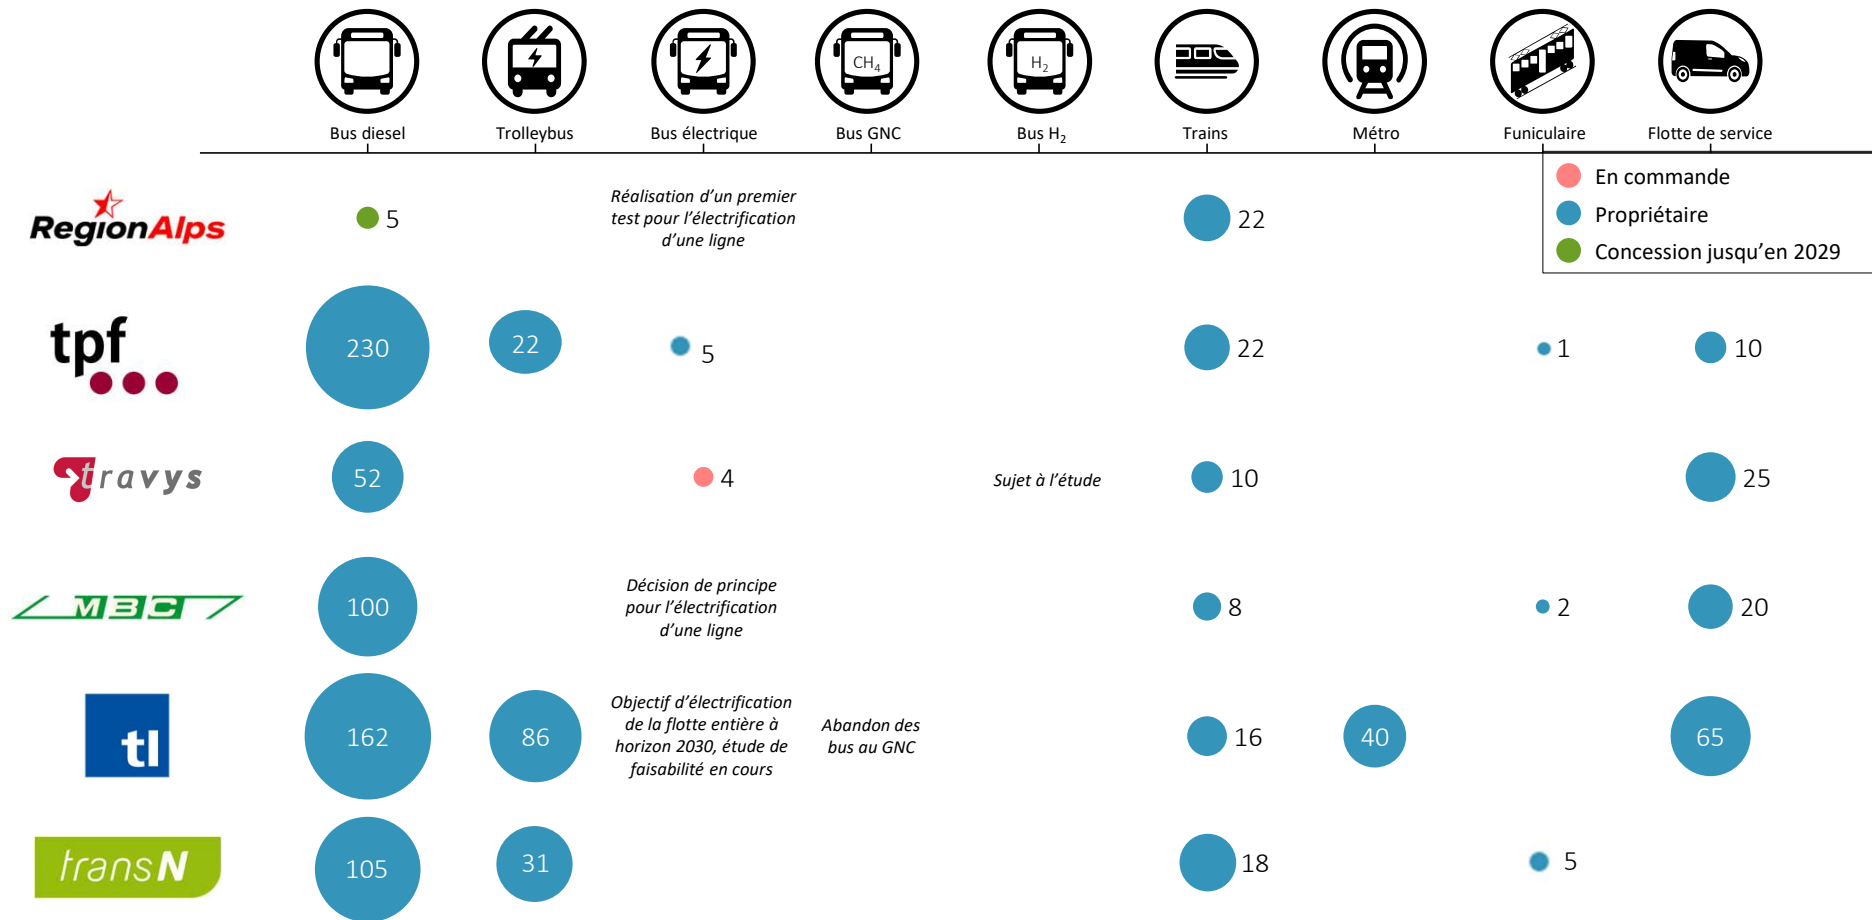 CH₄
H₂
Bus diesel
Trolleybus
Bus électrique
Bus GNC
Bus H₂
Trains
Métro
Funiculaire
Flotte de service
En commande
Propriétaire
Concession jusqu’en 2029
RegionAlps
5
Réalisation d’un premier
test pour l’électrification
d’une ligne
22
tpf
230
22
5
22
1
10
travys
52
4
Sujet à l’étude
10
25
MBC
100
Décision de principe
pour l’électrification
d’une ligne
8
2
20
tl
162
86
Objectif d’électrification
de la flotte entière à
horizon 2030, étude de
faisabilité en cours
Abandon des
bus au GNC
16
40
65
transN
105
31
18
5